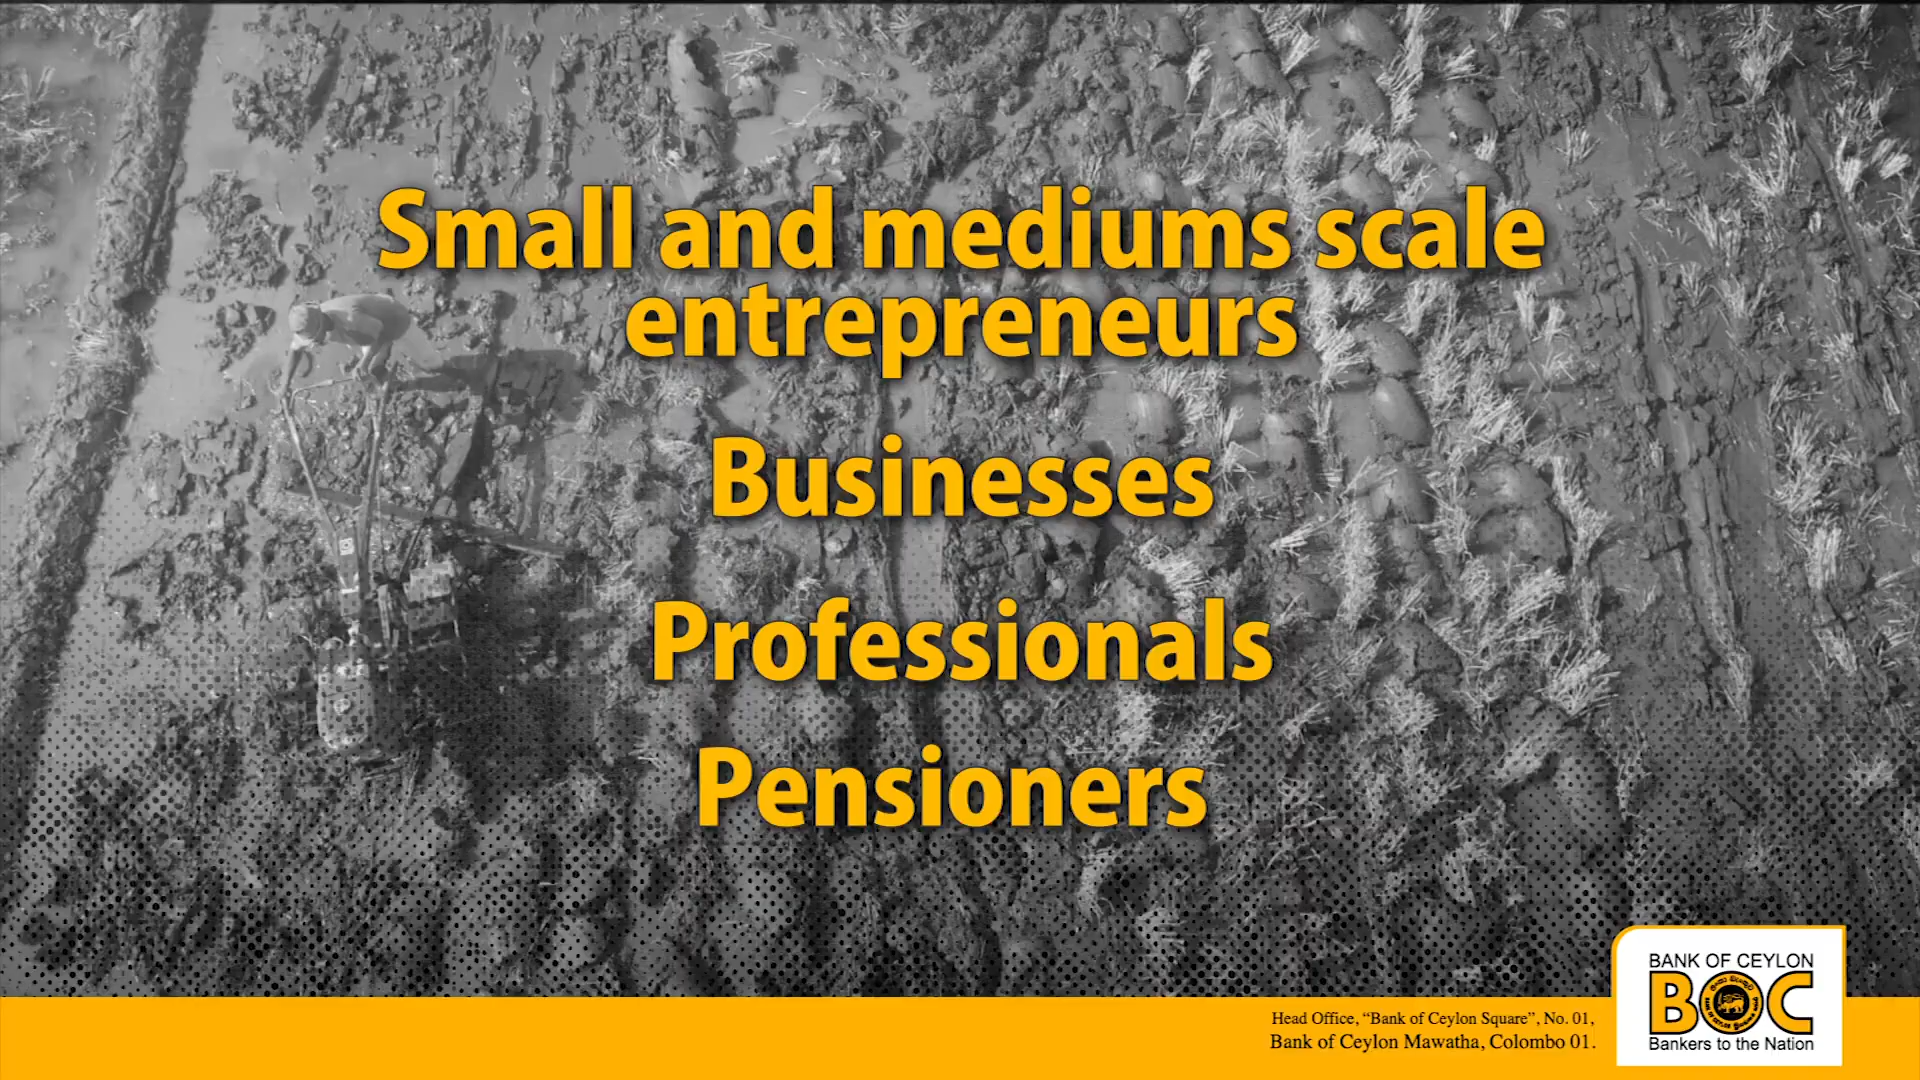 Small and mediums scale
entrepreneurs
Businesses
Professionals
Pensioners
Head Office, “Bank of Ceylon Square”, No. 01,
Bank of Ceylon Mawatha, Colombo 01.
BANK OF CEYLON
BOC
Bankers to the Nation